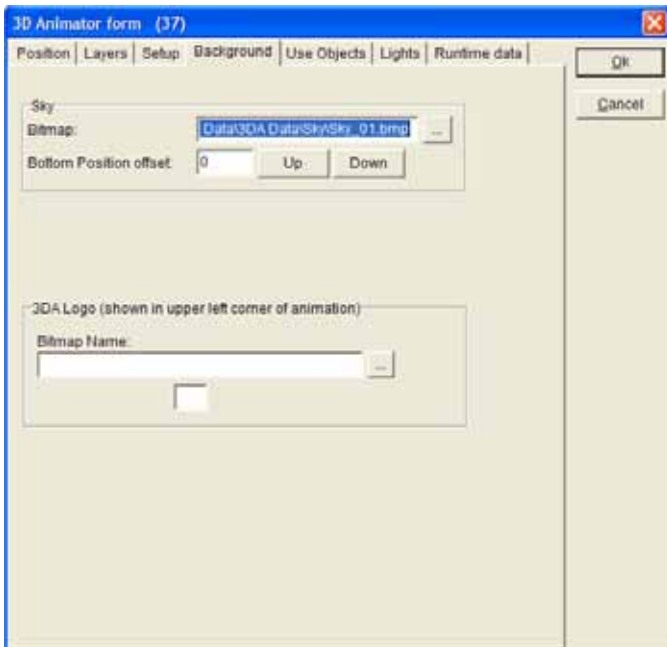 3D Animator form (37)
Position Layers Setup Background Use Objects Lights Runtime data
Ok
Cancel
Sky
Bitmap: Data\3DA Data\Sky\Sky_01.bmp ...
Bottom Position offset: 0 Up Down
3DA Logo (shown in upper left corner of animation)
Bitmap Name:
...